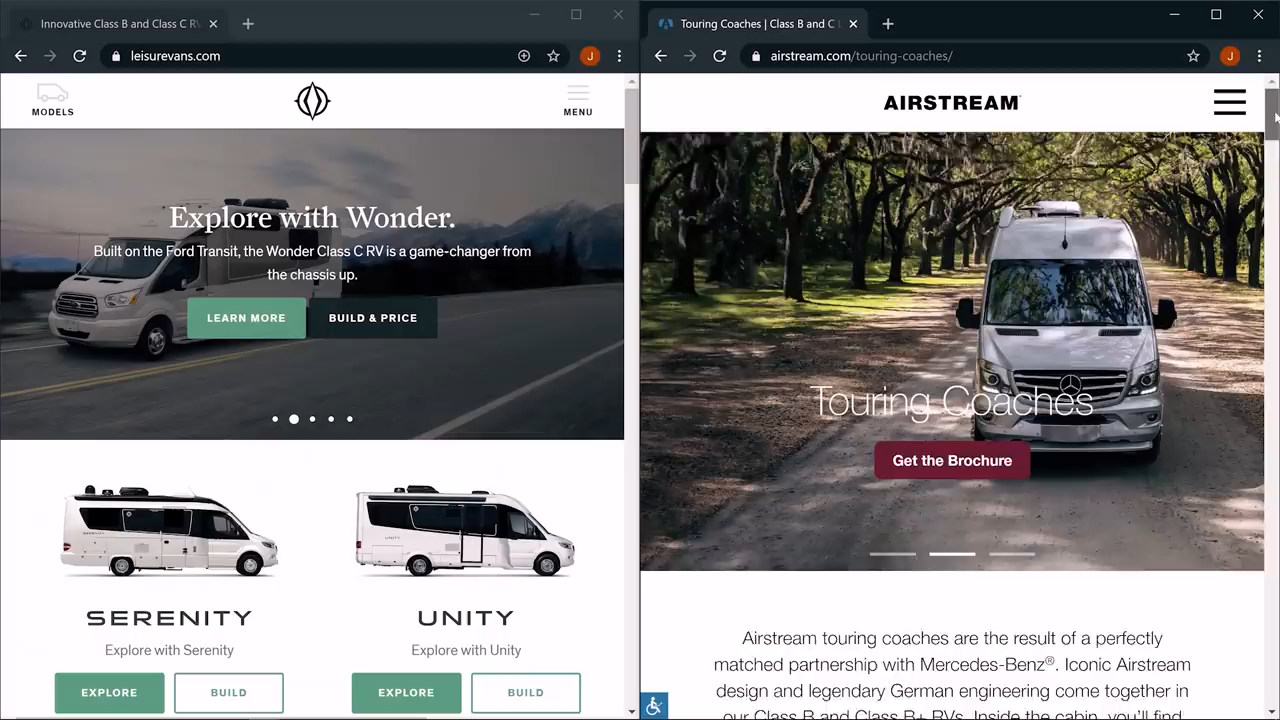 Innovative Class B and Class C RV
leisurevans.com
J
MODELS
MENU
Explore with Wonder.
Built on the Ford Transit, the Wonder Class C RV is a game-changer from
the chassis up.
LEARN MORE
BUILD & PRICE
SERENITY
UNITY
SERENITY
UNITY
Explore with Serenity
Explore with Unity
EXPLORE
BUILD
EXPLORE
BUILD
Touring Coaches | Class B and C
airstream.com/touring-coaches/
J
AIRSTREAM
Touring Coaches
Get the Brochure
Airstream touring coaches are the result of a perfectly
matched partnership with Mercedes-Benz®. Iconic Airstream
design and legendary German engineering come together in
our Class B and Class B+ RVs. Inside the cabin, you'll find